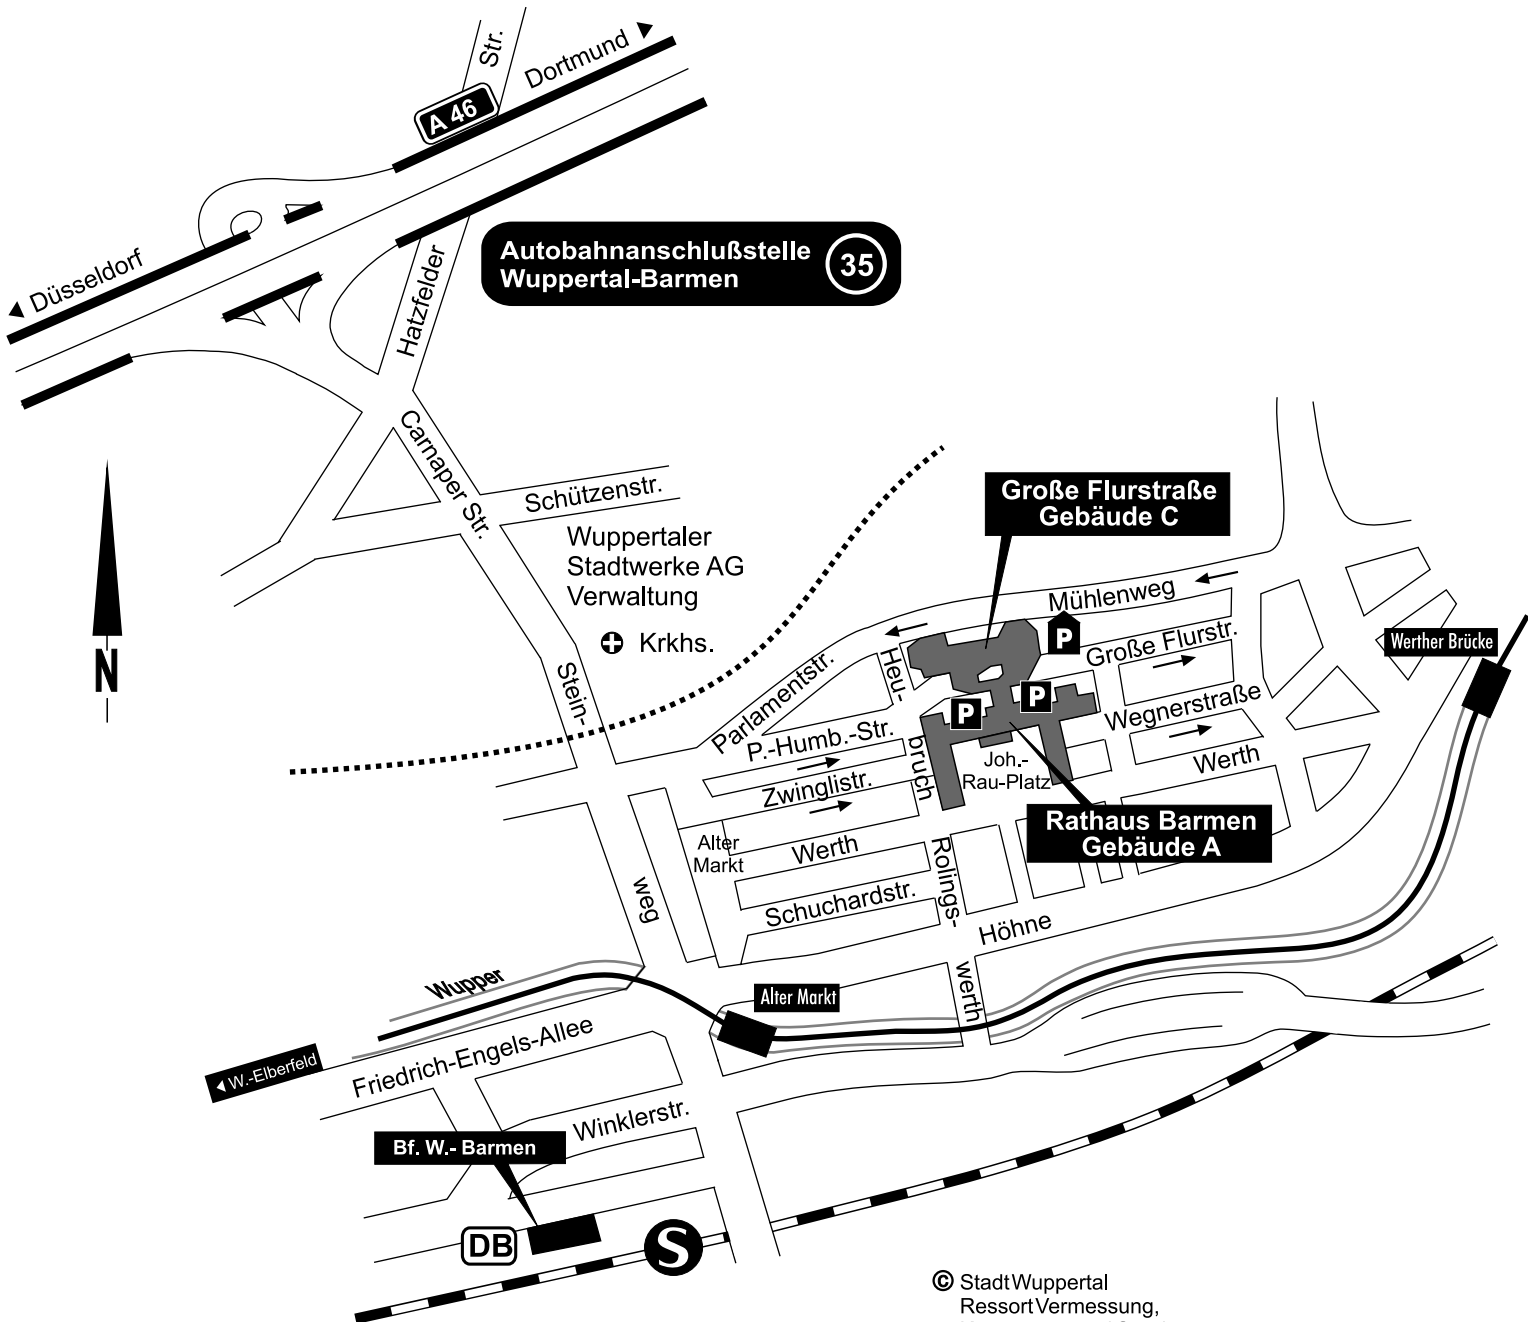 Str.
Dortmund
A 46
Düsseldorf
Hatzfelder
Autobahnanschlußstelle
Wuppertal-Barmen
35
Carnaper Str.
Schützenstr.
Wuppertaler
Stadtwerke AG
Verwaltung
Krkhs.
N
Große Flurstraße
Gebäude C
Mühlenweg
P
Große Flurstr.
Werther Brücke
Stein-
Parlamentstr.
Heu-
P
P
Wegnerstraße
P.-Humb.-Str.
bruch
Joh.-
Rau-Platz
Werth
Zwinglistr.
Rathaus Barmen
Gebäude A
Alter
Markt
Werth
Rolings-
weg
Schuchardstr.
Höhne
Wupper
Alter Markt
werth
W.-Elberfeld
Friedrich-Engels-Allee
Winklerstr.
Bf. W.- Barmen
DB
S
© Stadt Wuppertal
Ressort Vermessung,